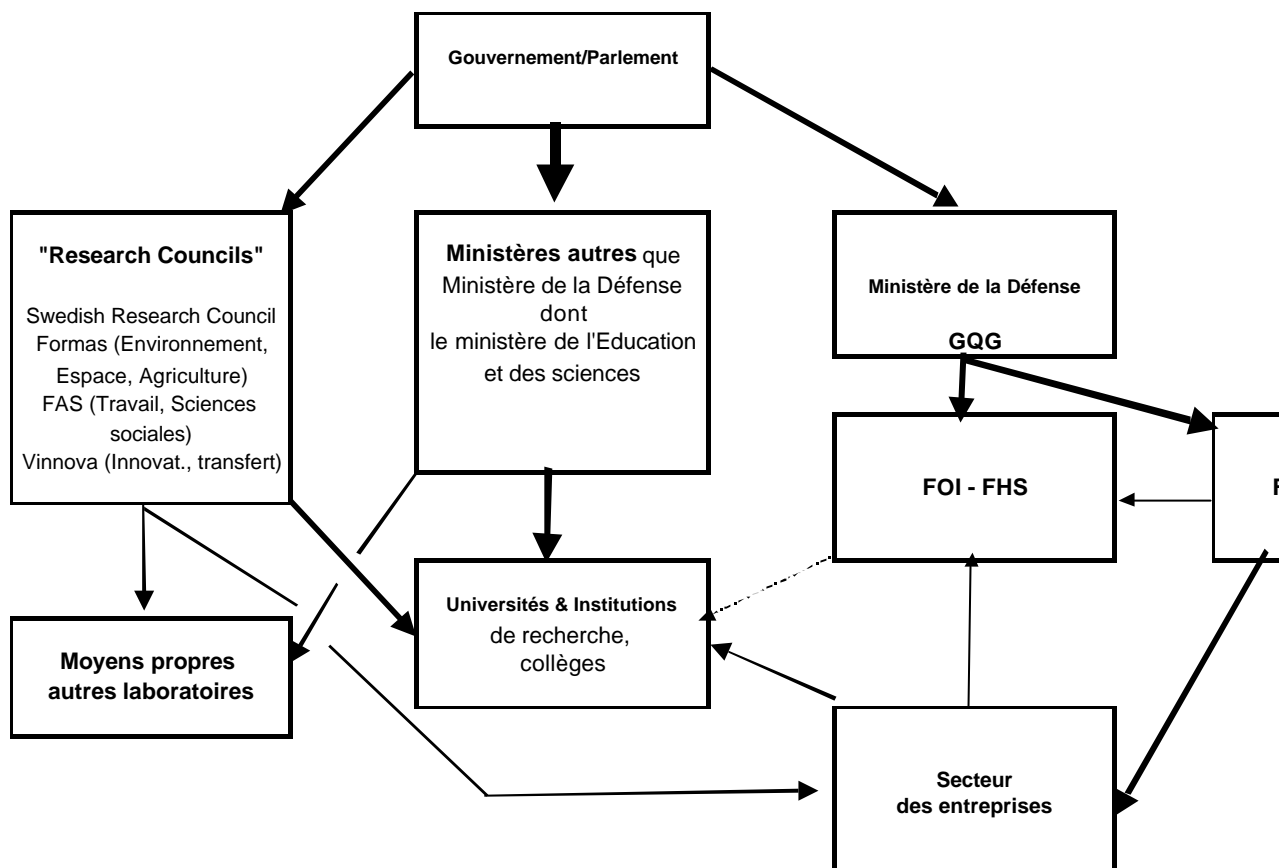 Gouvernement/Parlement
"Research Councils"
Swedish Research Council
Formas (Environnement,
Espace, Agriculture)
FAS (Travail, Sciences
sociales)
Vinnova (Innovat., transfert)
Ministères autres que
Ministère de la Défense
dont
le ministère de l'Education
et des sciences
Ministère de la Défense
GQG
FOI - FHS
Universités & Institutions
de recherche,
collèges
Moyens propres
autres laboratoires
Secteur
des entreprises